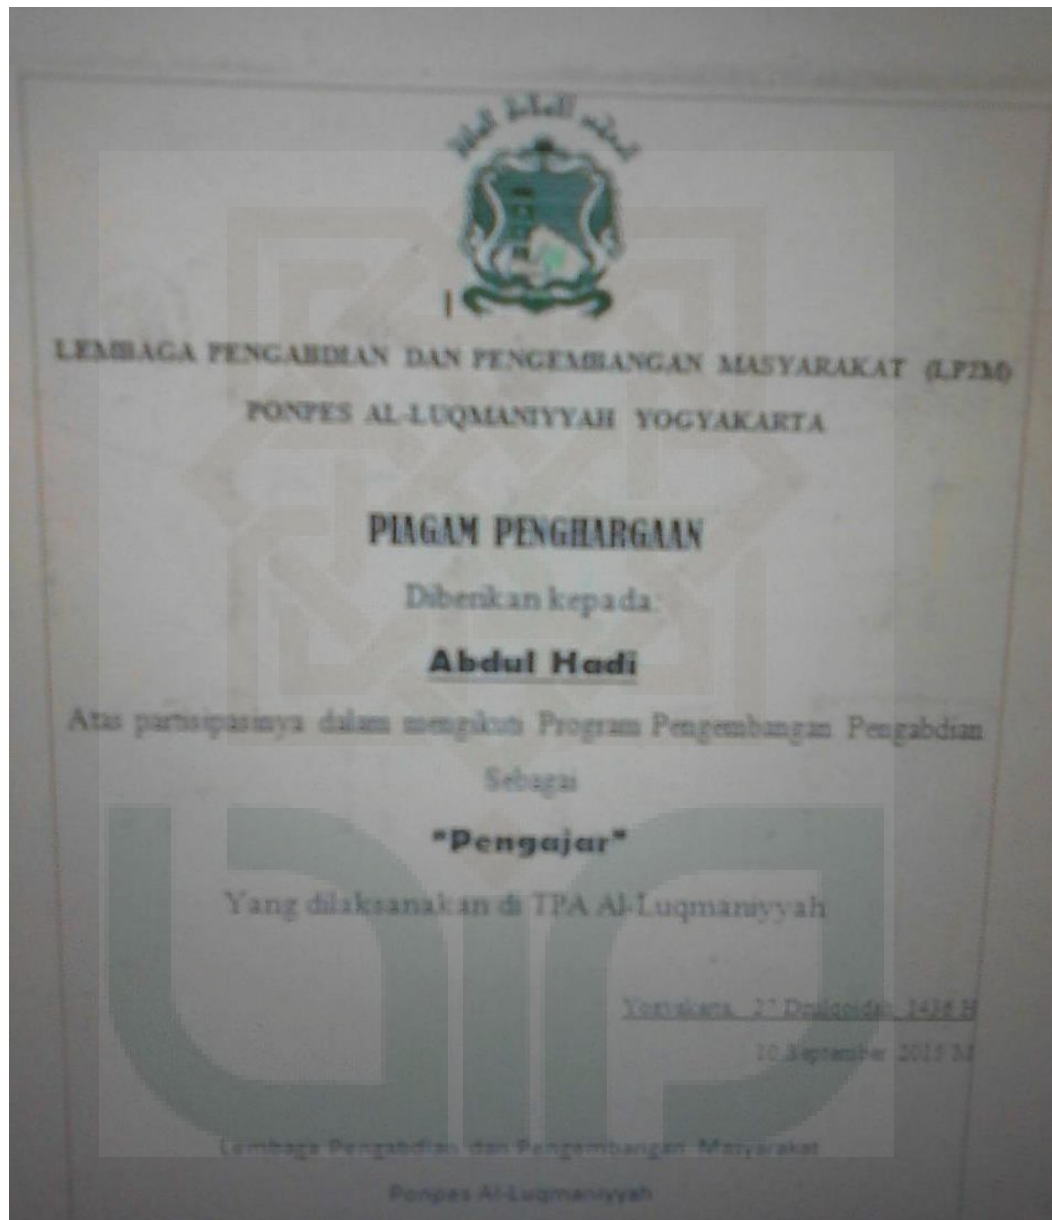 LEMBAGA PENGABDIAN DAN PENGEMBANGAN MASYARAKAT (LP2M)
PONPES AL-LUQMANIYYAH YOGYAKARTA
PIAGAM PENGHARGAAN
Diberikan kepada:
Abdul Hadi
Atas partisipasinya dalam mengikuti Program Pengembangan Pengabdian
Sebagai
"Pengajar"
Yang dilaksanakan di TPA Al-Luqmaniyyah
Yogyakarta, 1436 H
10 September 2015 M
Lembaga Pengabdian dan Pengembangan Masyarakat
Ponpes Al-Luqmaniyyah